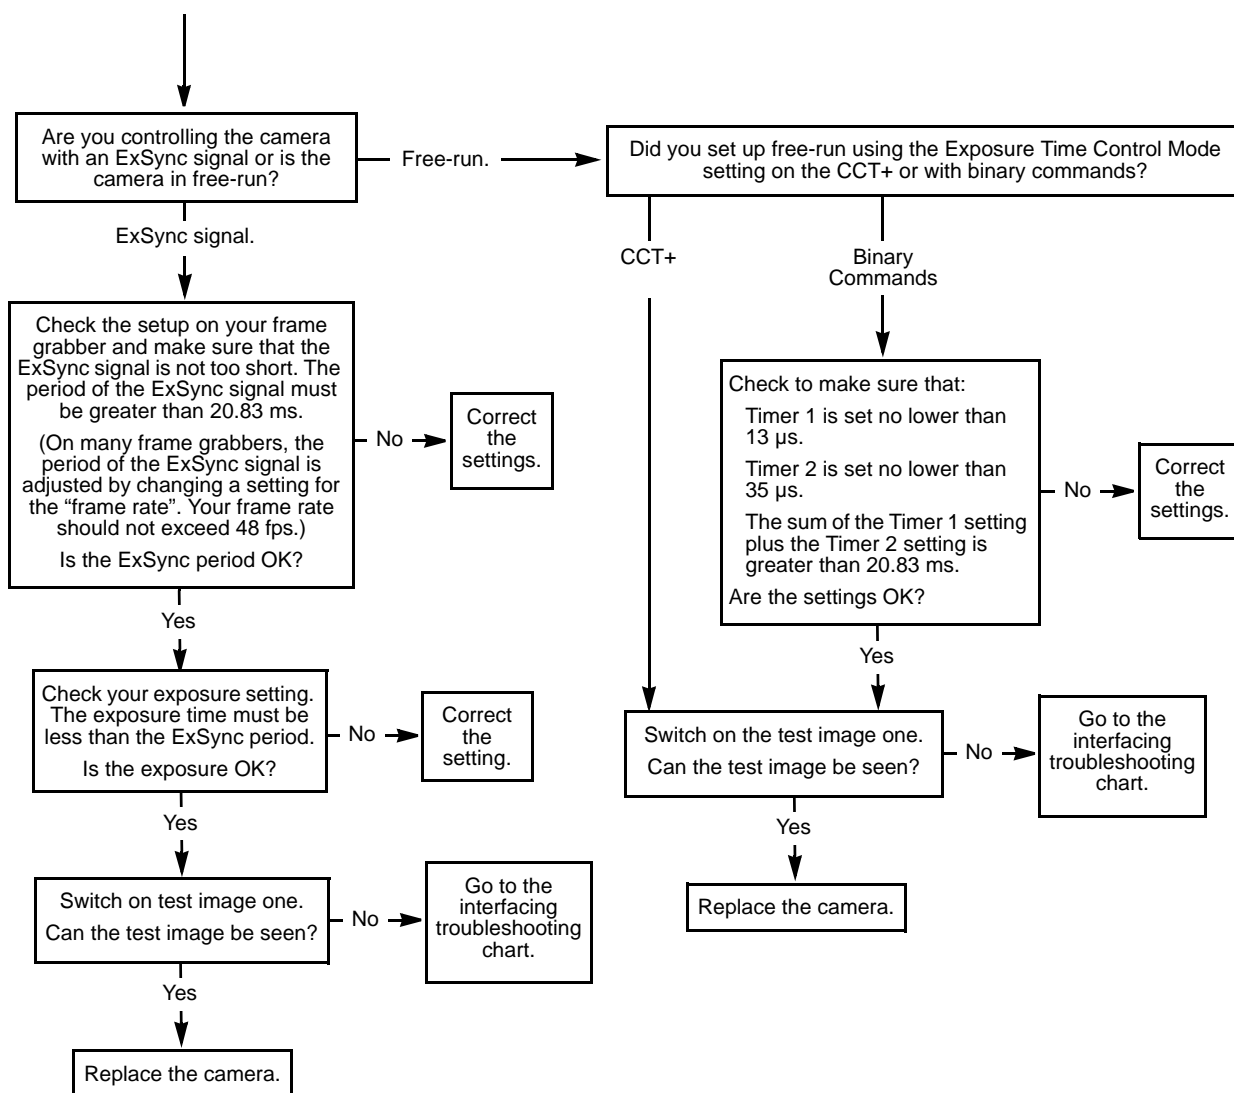 Are you controlling the camera
with an ExSync signal or is the
camera in free-run?
Free-run.
Did you set up free-run using the Exposure Time Control Mode
setting on the CCT+ or with binary commands?
ExSync signal.
CCT+
Binary
Commands
Check the setup on your frame
grabber and make sure that the
ExSync signal is not too short. The
period of the ExSync signal must
be greater than 20.83 ms.
(On many frame grabbers, the
period of the ExSync signal is
adjusted by changing a setting for
the “frame rate”. Your frame rate
should not exceed 48 fps.)
Is the ExSync period OK?
No
Correct
the
settings.
Check to make sure that:
Timer 1 is set no lower than
13 µs.
Timer 2 is set no lower than
35 µs.
The sum of the Timer 1 setting
plus the Timer 2 setting is
greater than 20.83 ms.
Are the settings OK?
No
Correct
the
settings.
Yes
Yes
Check your exposure setting.
The exposure time must be
less than the ExSync period.
Is the exposure OK?
No
Correct
the
setting.
Switch on the test image one.
Can the test image be seen?
No
Go to the
interfacing
troubleshooting
chart.
Yes
Yes
Switch on test image one.
Can the test image be seen?
No
Go to the
interfacing
troubleshooting
chart.
Replace the camera.
Yes
Replace the camera.